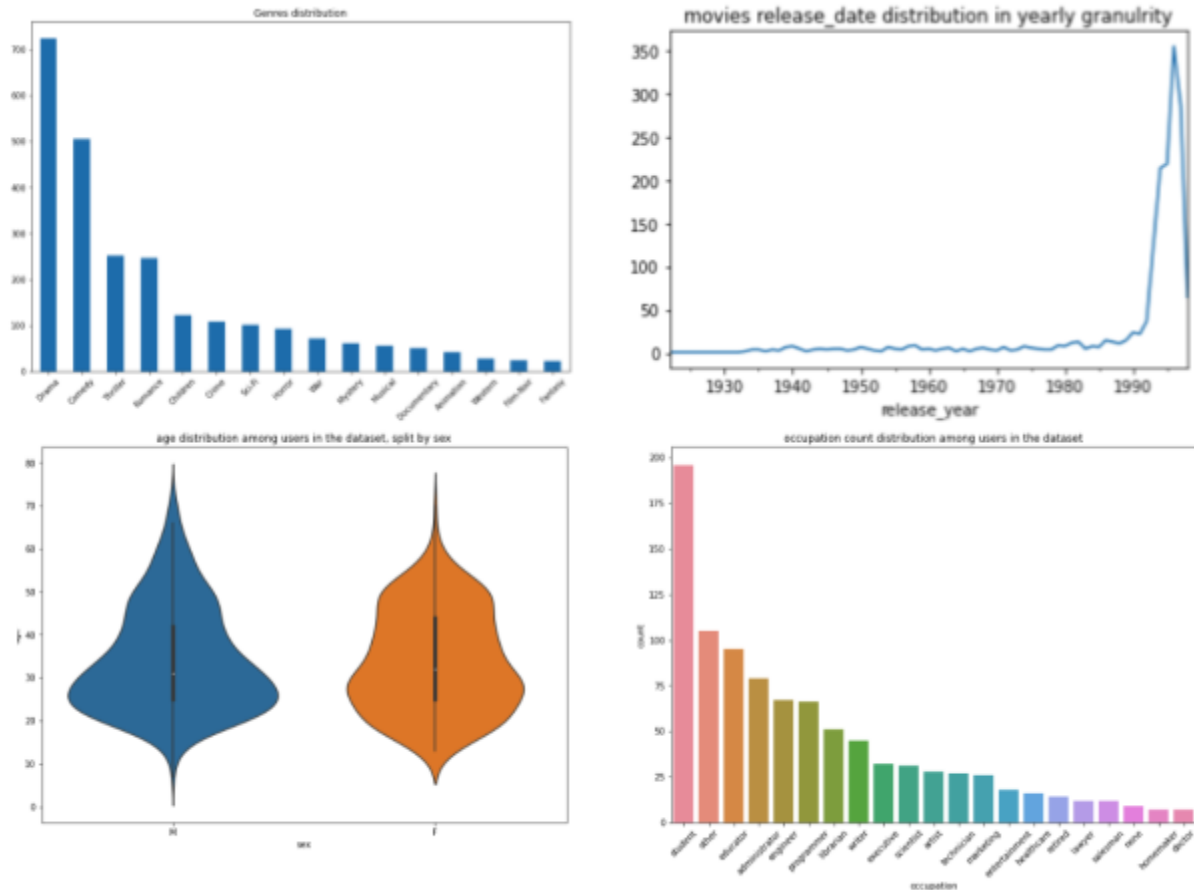 Genres distribution
700
600
500
400
300
200
100
0
Drama
Comedy
Thriller
Romance
Children
Crime
Sci-Fi
Horror
War
Mystery
Musical
Documentary
Animation
Western
Film-Noir
Fantasy
movies release_date distribution in yearly granulrity
350
300
250
200
150
100
50
0
1930 1940 1950 1960 1970 1980 1990
release_year
age distribution among users in the dataset, split by sex
80
70
60
50
40
30
20
10
0
M F
sex
occupation count distribution among users in the dataset
200
175
150
125
100
75
50
25
0
count
student
other
educator
administrator
engineer
programmer
librarian
writer
executive
scientist
artist
technician
marketing
entertainment
healthcare
retired
lawyer
salesman
none
homemaker
doctor
occupation